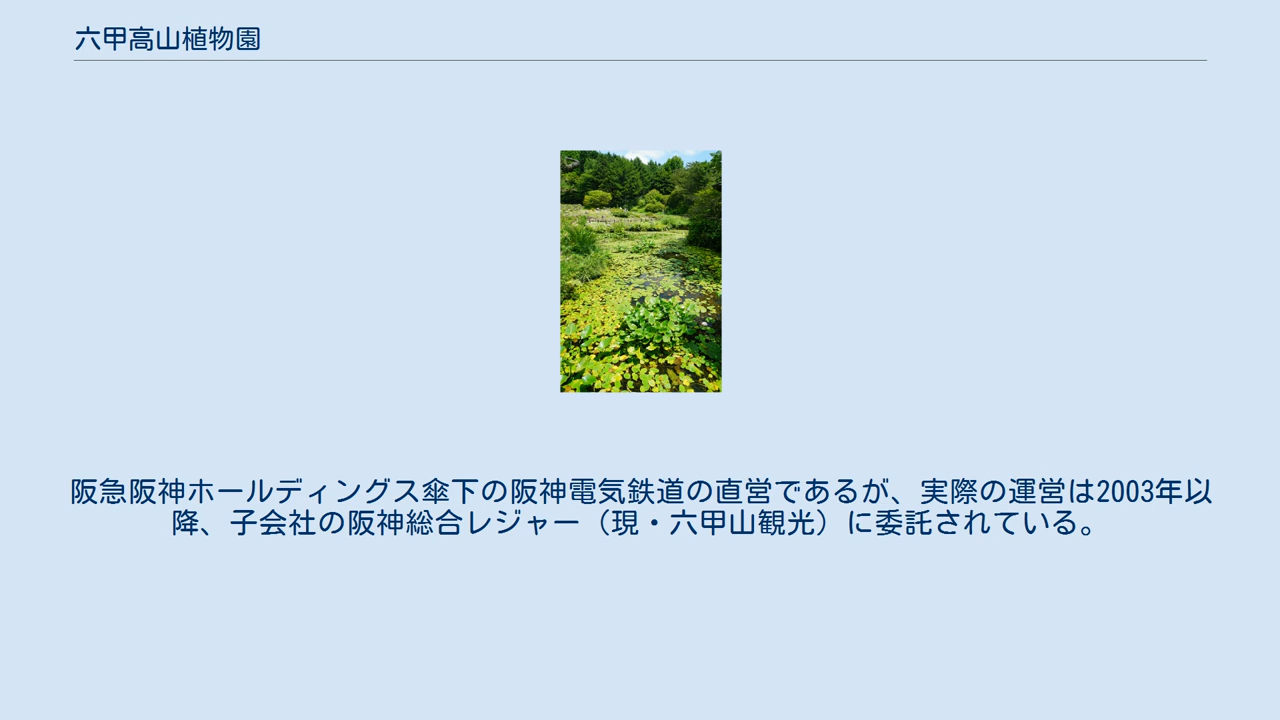 六甲高山植物園
阪急阪神ホールディングス傘下の阪神電気鉄道の直営であるが、実際の運営は2003年以
降、子会社の阪神総合レジャー（現・六甲山観光）に委託されている。